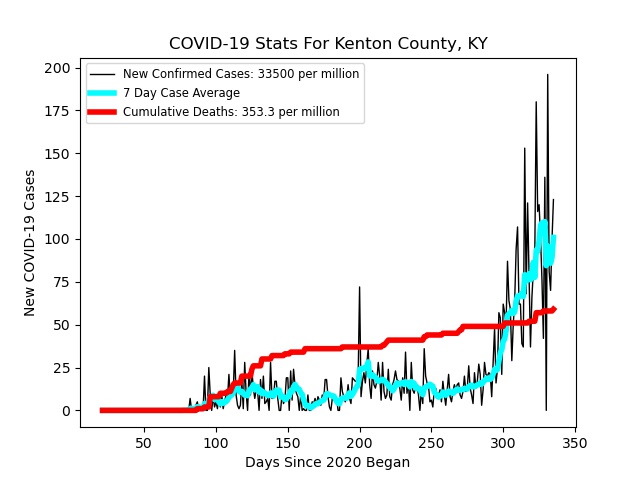 COVID-19 Stats For Kenton County, KY
New Confirmed Cases: 33500 per million
7 Day Case Average
Cumulative Deaths: 353.3 per million
New COVID-19 Cases
200
175
150
125
100
75
50
25
0
50 100 150 200 250 300 350
Days Since 2020 Began